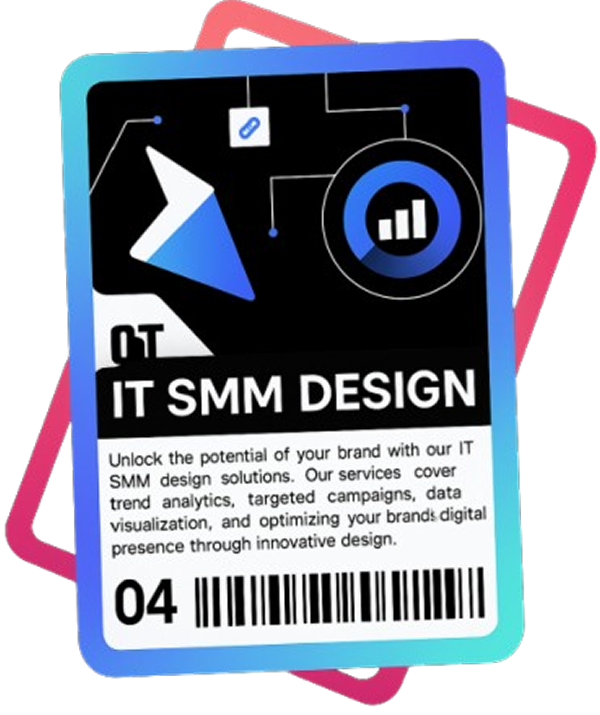 OT
IT SMM DESIGN
Unlock the potential of your brand with our IT
SMM design solutions. Our services cover
trend analytics, targeted campaigns, data
visualization, and optimizing your brands digital
presence through innovative design.
04